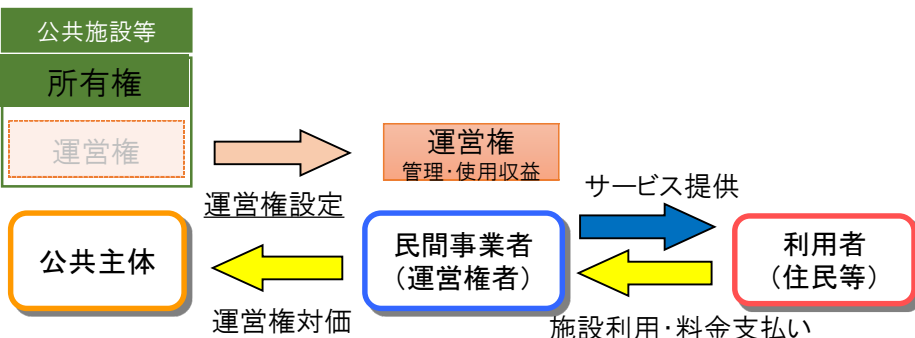 公共施設等
所有権
運営権
運営権
管理・使用収益
運営権設定
サービス提供
公共主体
民間事業者
（運営権者）
利用者
（住民等）
運営権対価
施設利用・料金支払い